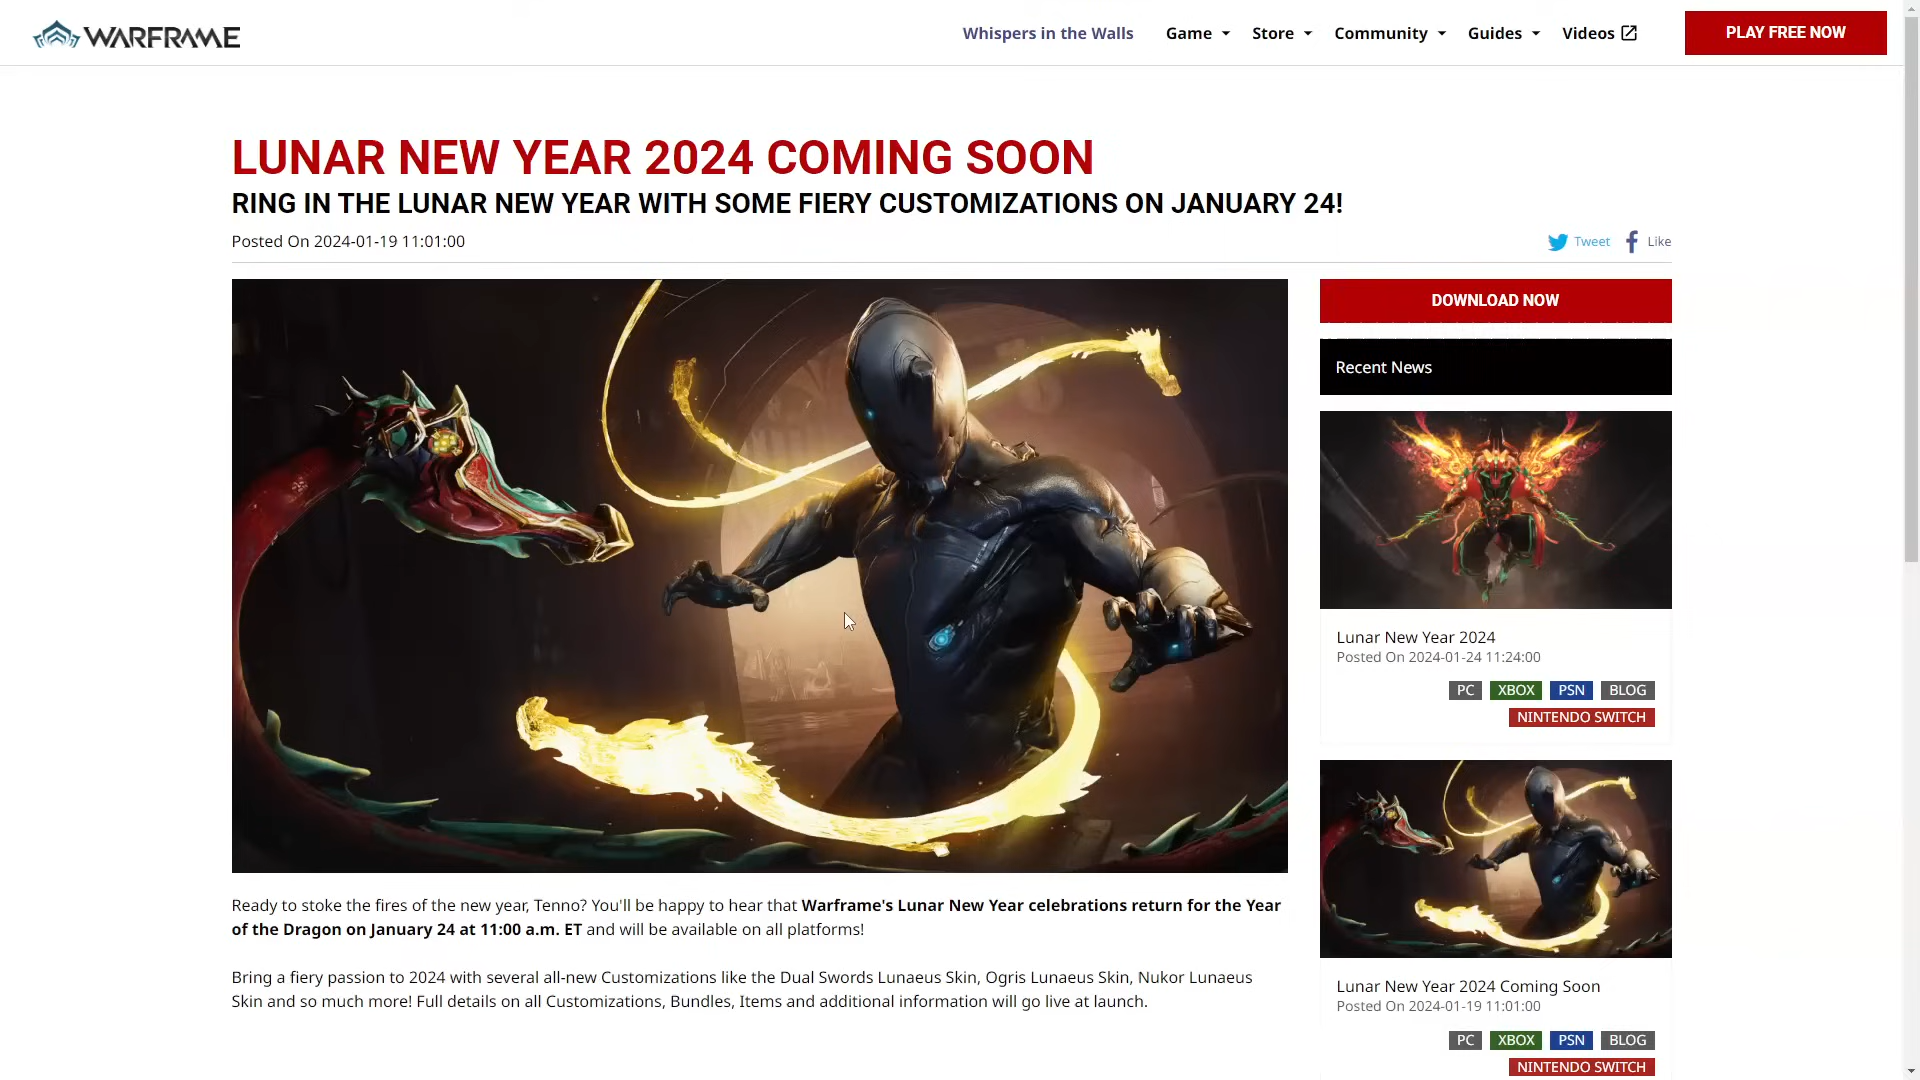 WARFRAME
Whispers in the Walls
Game
Store
Community
Guides
Videos
PLAY FREE NOW
LUNAR NEW YEAR 2024 COMING SOON
RING IN THE LUNAR NEW YEAR WITH SOME FIERY CUSTOMIZATIONS ON JANUARY 24!
Posted On 2024-01-19 11:01:00
Tweet
Like
Ready to stoke the fires of the new year, Tenno? You'll be happy to hear that Warframe's Lunar New Year celebrations return for the Year
of the Dragon on January 24 at 11:00 a.m. ET and will be available on all platforms!
Bring a fiery passion to 2024 with several all-new Customizations like the Dual Swords Lunaeus Skin, Ogris Lunaeus Skin, Nukor Lunaeus
Skin and so much more! Full details on all Customizations, Bundles, Items and additional information will go live at launch.
DOWNLOAD NOW
Recent News
Lunar New Year 2024
Posted On 2024-01-24 11:24:00
PC XBOX PSN BLOG
NINTENDO SWITCH
Lunar New Year 2024 Coming Soon
Posted On 2024-01-19 11:01:00
PC XBOX PSN BLOG
NINTENDO SWITCH